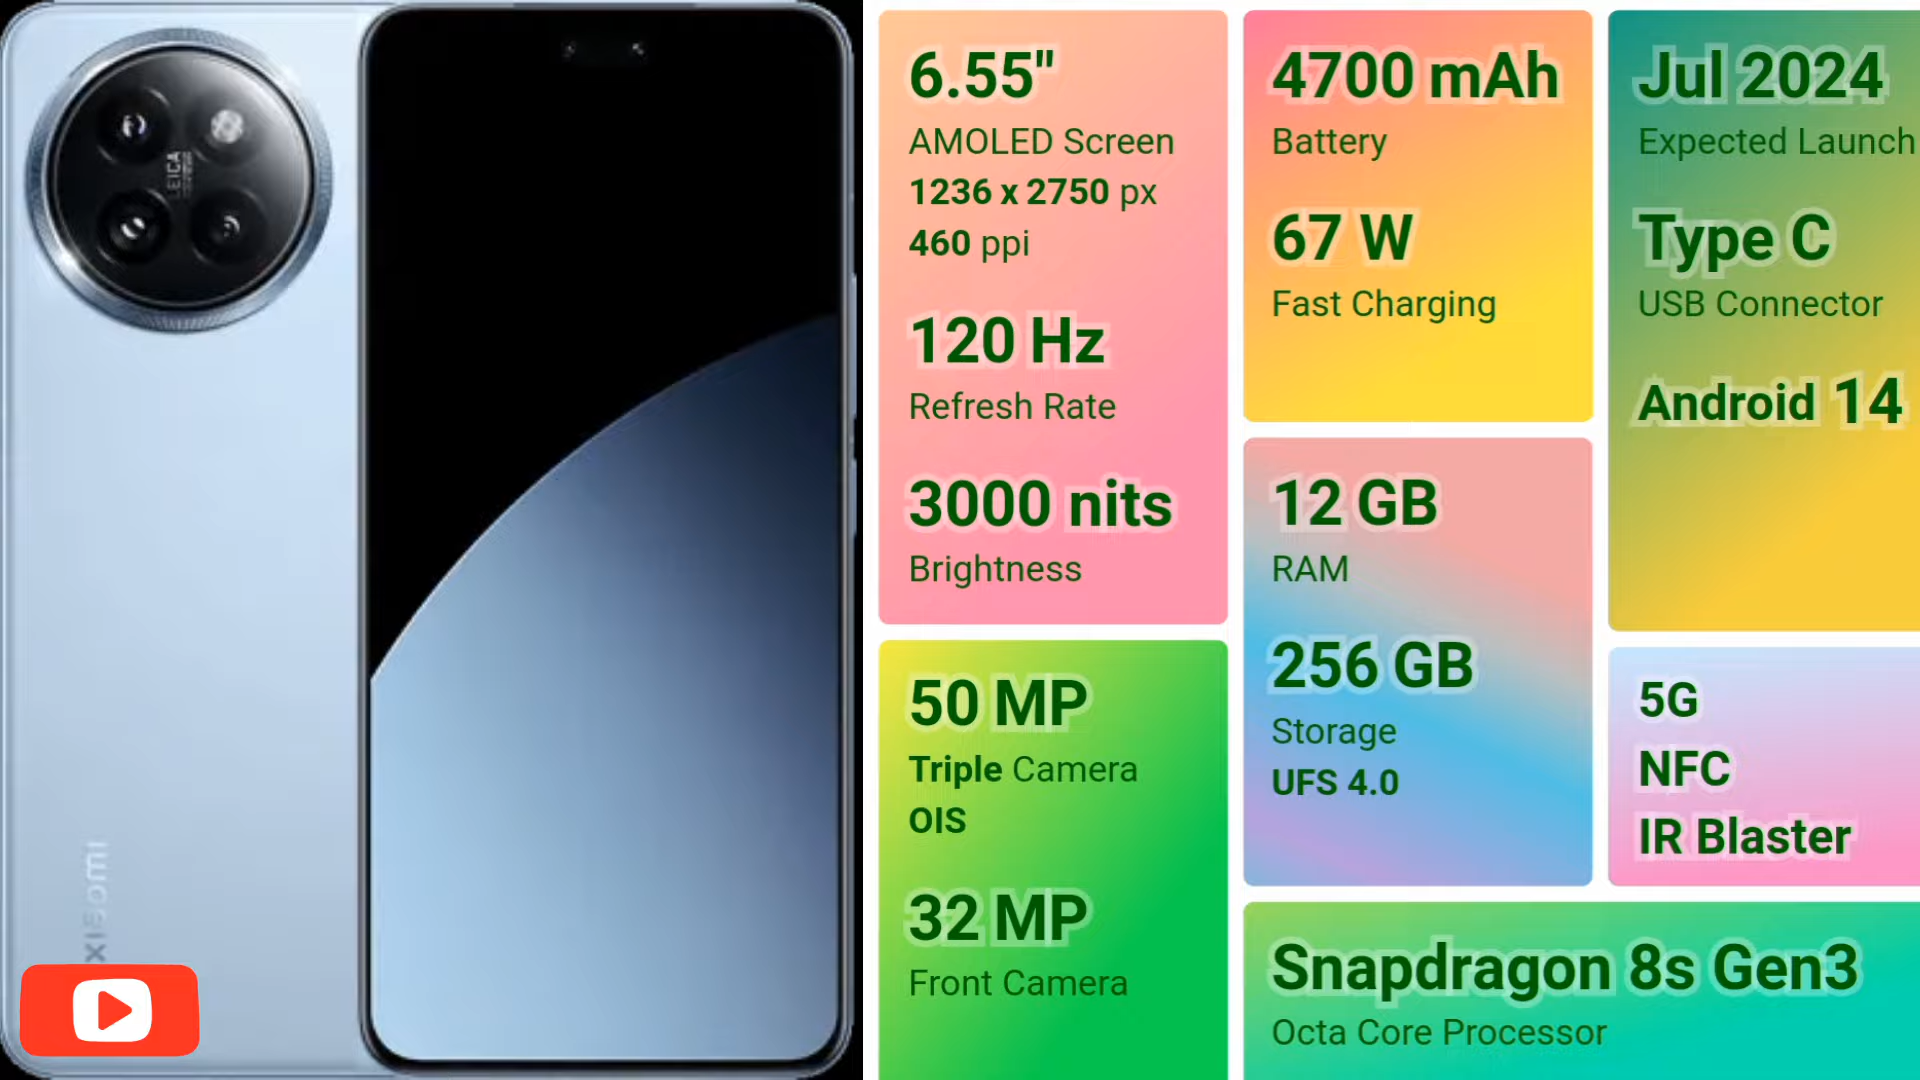 LEICA
xiaomi
6.55"
AMOLED Screen
1236 x 2750 px
460 ppi
120 Hz
Refresh Rate
3000 nits
Brightness
50 MP
Triple Camera
OIS
32 MP
Front Camera
4700 mAh
Battery
67 W
Fast Charging
12 GB
RAM
256 GB
Storage
UFS 4.0
Jul 2024
Expected Launch
Type C
USB Connector
Android 14
5G
NFC
IR Blaster
Snapdragon 8s Gen3
Octa Core Processor